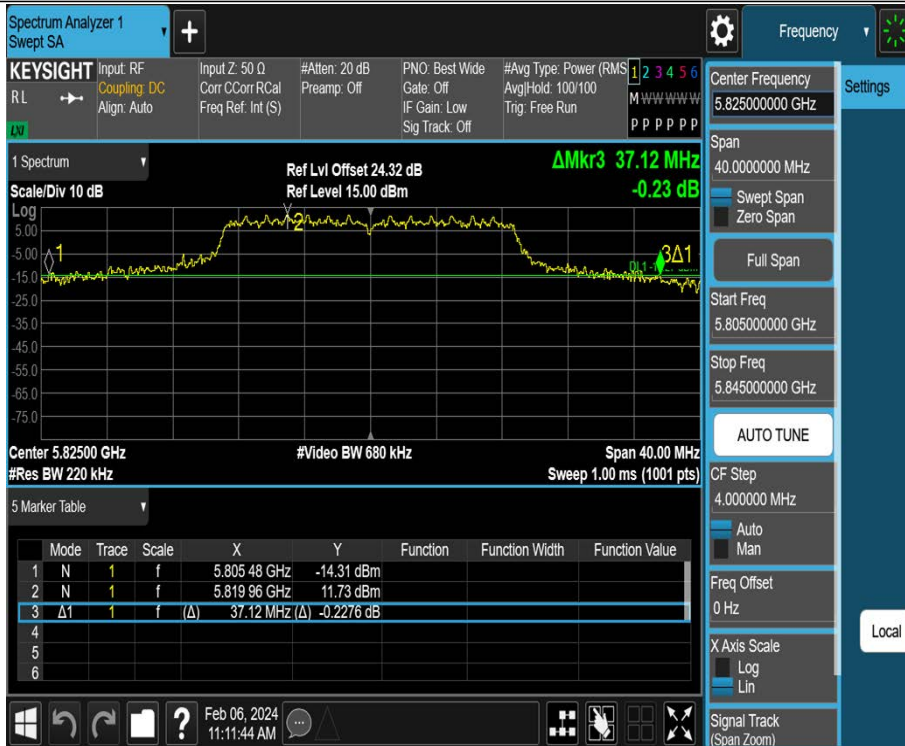 Spectrum Analyzer 1
Swept SA
+
Frequency
KEYSIGHT
RL
LXI
Input: RF
Coupling: DC
Align: Auto
Input Z: 50 Ω
Corr CCorr RCal
Freq Ref: Int (S)
#Atten: 20 dB
Preamp: Off
PNO: Best Wide
Gate: Off
IF Gain: Low
Sig Track: Off
#Avg Type: Power (RMS
Avg|Hold: 100/100
Trig: Free Run
1 2 3 4 5 6
M W W W W W
P P P P P P
Settings
1 Spectrum
Scale/Div 10 dB
Ref Lvl Offset 24.32 dB
Ref Level 15.00 dBm
ΔMkr3 37.12 MHz
-0.23 dB
Log
5.00
-5.00
-15.0
-25.0
-35.0
-45.0
-55.0
-65.0
-75.0
1
2
3Δ1
Center 5.82500 GHz
#Res BW 220 kHz
#Video BW 680 kHz
Span 40.00 MHz
Sweep 1.00 ms (1001 pts)
5 Marker Table
Mode Trace Scale X Y Function Function Width Function Value
1 N 1 f 5.805 48 GHz -14.31 dBm
2 N 1 f 5.819 96 GHz 11.73 dBm
3 Δ1 1 f (Δ) 37.12 MHz (Δ) -0.2276 dB
4
5
6
?
Feb 06, 2024
11:11:44 AM
Center Frequency
5.825000000 GHz
Span
40.0000000 MHz
Swept Span
Zero Span
Full Span
Start Freq
5.805000000 GHz
Stop Freq
5.845000000 GHz
AUTO TUNE
CF Step
4.000000 MHz
Auto
Man
Freq Offset
0 Hz
X Axis Scale
Log
Lin
Signal Track
(Span Zoom)
Local